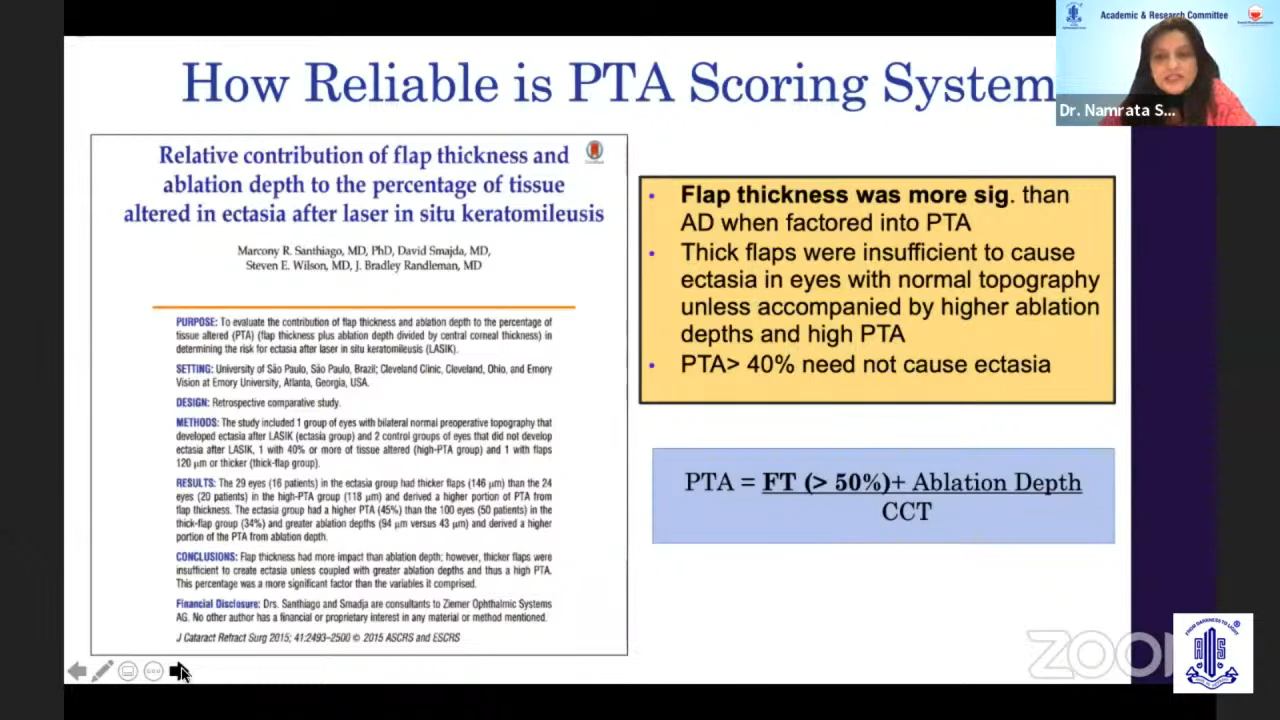 Academic & Research Committee
Dr. Namrata S...
How Reliable is PTA Scoring System
Relative contribution of flap thickness and
ablation depth to the percentage of tissue
altered in ectasia after laser in situ keratomileusis
Marcony R. Santhiago, MD, PhD, David Smajda, MD,
Steven E. Wilson, MD, J. Bradley Randleman, MD
PURPOSE: To evaluate the contribution of flap thickness and ablation depth to the percentage of
tissue altered (PTA) (flap thickness plus ablation depth divided by central corneal thickness) in
determining the risk for ectasia after laser in situ keratomileusis (LASIK).
SETTING: University of São Paulo, São Paulo, Brazil; Cleveland Clinic, Cleveland, Ohio, and Emory
Vision at Emory University, Atlanta, Georgia, USA.
DESIGN: Retrospective comparative study.
METHODS: The study included 1 group of eyes with bilateral normal preoperative topography that
developed ectasia after LASIK (ectasia group) and 2 control groups of eyes that did not develop
ectasia after LASIK, 1 with 40% or more of tissue altered (high-PTA group) and 1 with flaps
120 μm or thicker (thick-flap group).
RESULTS: The 29 eyes (16 patients) in the ectasia group had thicker flaps (146 μm) than the 24
eyes (20 patients) in the high-PTA group (118 μm) and derived a higher portion of PTA from
flap thickness. The ectasia group had a higher PTA (45%) than the 100 eyes (50 patients) in the
thick-flap group (34%) and greater ablation depths (94 μm versus 43 μm) and derived a higher
portion of the PTA from ablation depth.
CONCLUSIONS: Flap thickness had more impact than ablation depth; however, thicker flaps were
insufficient to create ectasia unless coupled with greater ablation depths and thus a high PTA.
This percentage was a more significant factor than the variables it comprised.
Financial Disclosure: Drs. Santhiago and Smadja are consultants to Ziemer Ophthalmic Systems
AG. No other author has a financial or proprietary interest in any material or method mentioned.
J Cataract Refract Surg 2015; 41:2493–2500 © 2015 ASCRS and ESCRS
• Flap thickness was more sig. than
AD when factored into PTA
• Thick flaps were insufficient to cause
ectasia in eyes with normal topography
unless accompanied by higher ablation
depths and high PTA
• PTA> 40% need not cause ectasia
PTA = FT (> 50%)+ Ablation Depth
CCT
ZOOM
FROM DARKNESS TO LIGHT